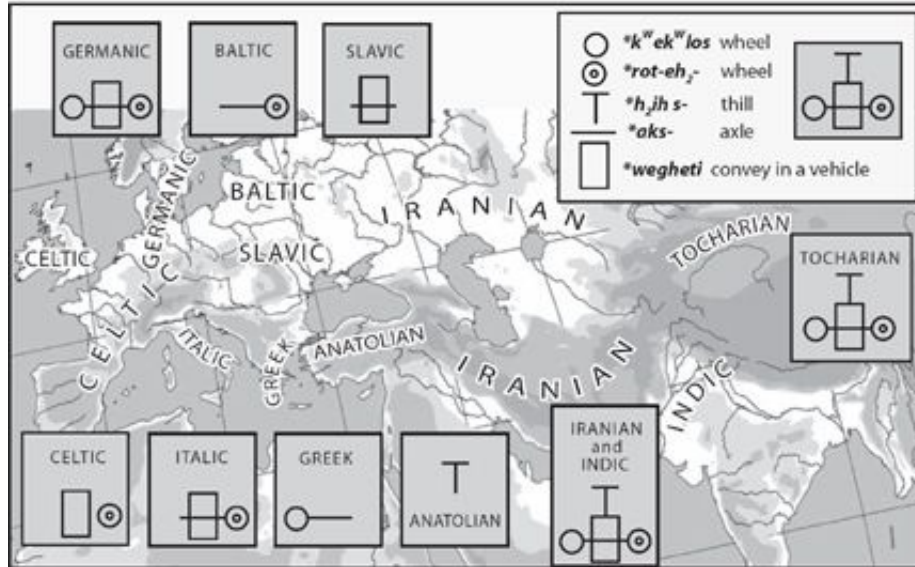 GERMANIC
BALTIC
SLAVIC
*kʷekʷlos wheel
*rot-eh₂- wheel
*h₂ih s- thill
*aks- axle
*wegheti convey in a vehicle
GERMANIC
BALTIC
IRANIAN
CELTIC
SLAVIC
TOCHARIAN
TOCHARIAN
CELTIC
ITALIC
GREEK
ANATOLIAN
IRANIAN
INDIC
CELTIC
ITALIC
GREEK
ANATOLIAN
IRANIAN
and
INDIC